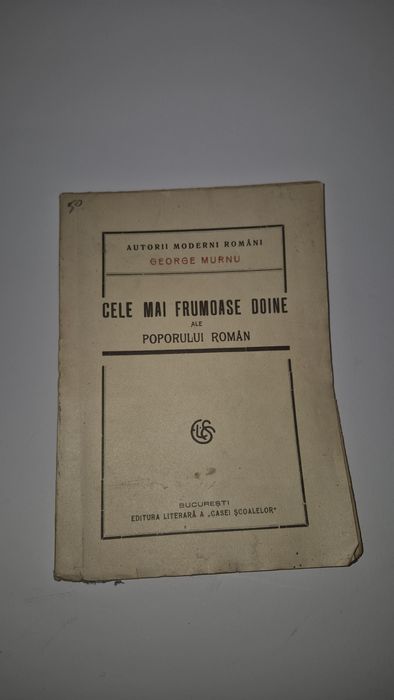 50
AUTORII MODERNI ROMÂNI
GEORGE MURNU
CELE MAI FRUMOASE DOINE
ALE
POPORULUI ROMÂN
BUCUREȘTI
EDITURA LITERARĂ A „CASEI ȘCOALELOR"